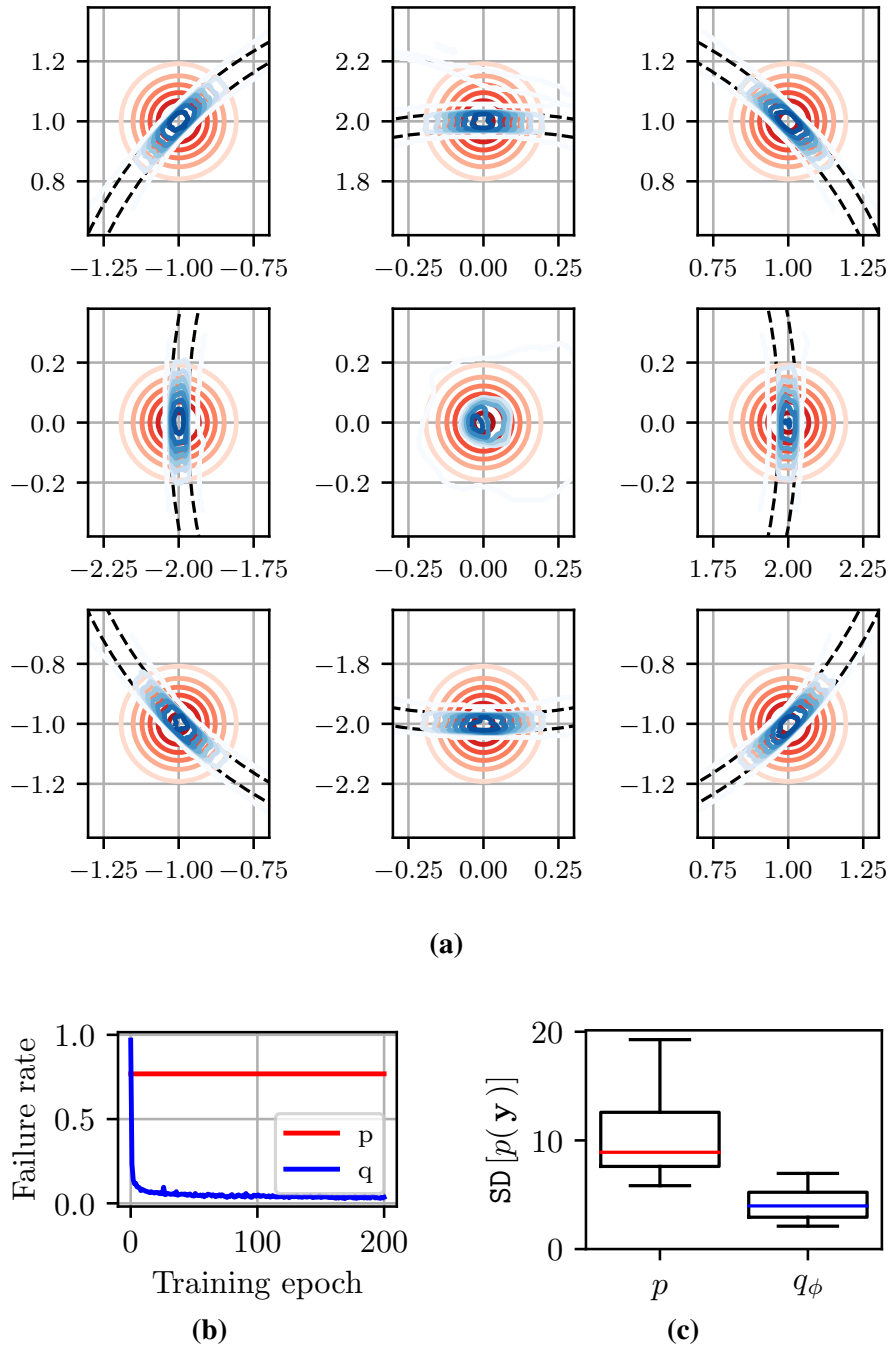 1.2
1.0
0.8
−1.25 −1.00 −0.75
2.2
2.0
1.8
−0.25 0.00 0.25
1.2
1.0
0.8
0.75 1.00 1.25
0.2
0.0
−0.2
−2.25 −2.00 −1.75
0.2
0.0
−0.2
−0.25 0.00 0.25
0.2
0.0
−0.2
1.75 2.00 2.25
−0.8
−1.0
−1.2
−1.25 −1.00 −0.75
−1.8
−2.0
−2.2
−0.25 0.00 0.25
−0.8
−1.0
−1.2
0.75 1.00 1.25
(a)
Failure rate
1.0
0.5
0.0
p
q
0 100 200
Training epoch
(b)
SD [p( y )]
20
10
0
p qϕ
(c)